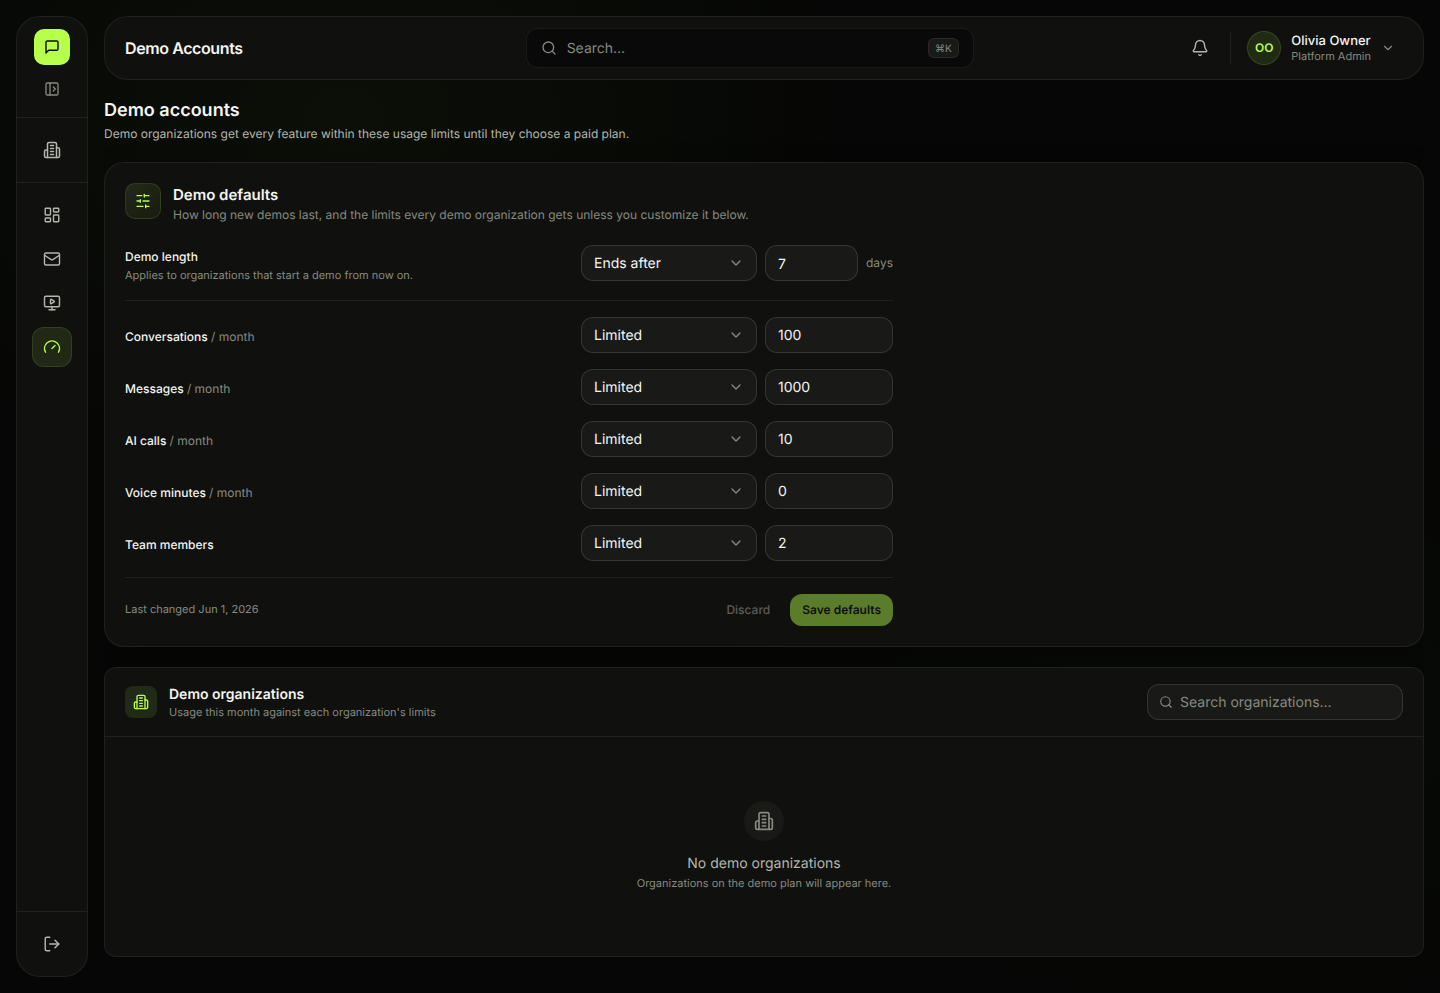 Demo Accounts
Search...
⌘K
OO
Olivia Owner
Platform Admin
Demo accounts
Demo organizations get every feature within these usage limits until they choose a paid plan.
Demo defaults
How long new demos last, and the limits every demo organization gets unless you customize it below.
Demo length
Applies to organizations that start a demo from now on.
Ends after
7
days
Conversations / month
Limited
100
Messages / month
Limited
1000
AI calls / month
Limited
10
Voice minutes / month
Limited
0
Team members
Limited
2
Last changed Jun 1, 2026
Discard
Save defaults
Demo organizations
Usage this month against each organization's limits
Search organizations...
No demo organizations
Organizations on the demo plan will appear here.